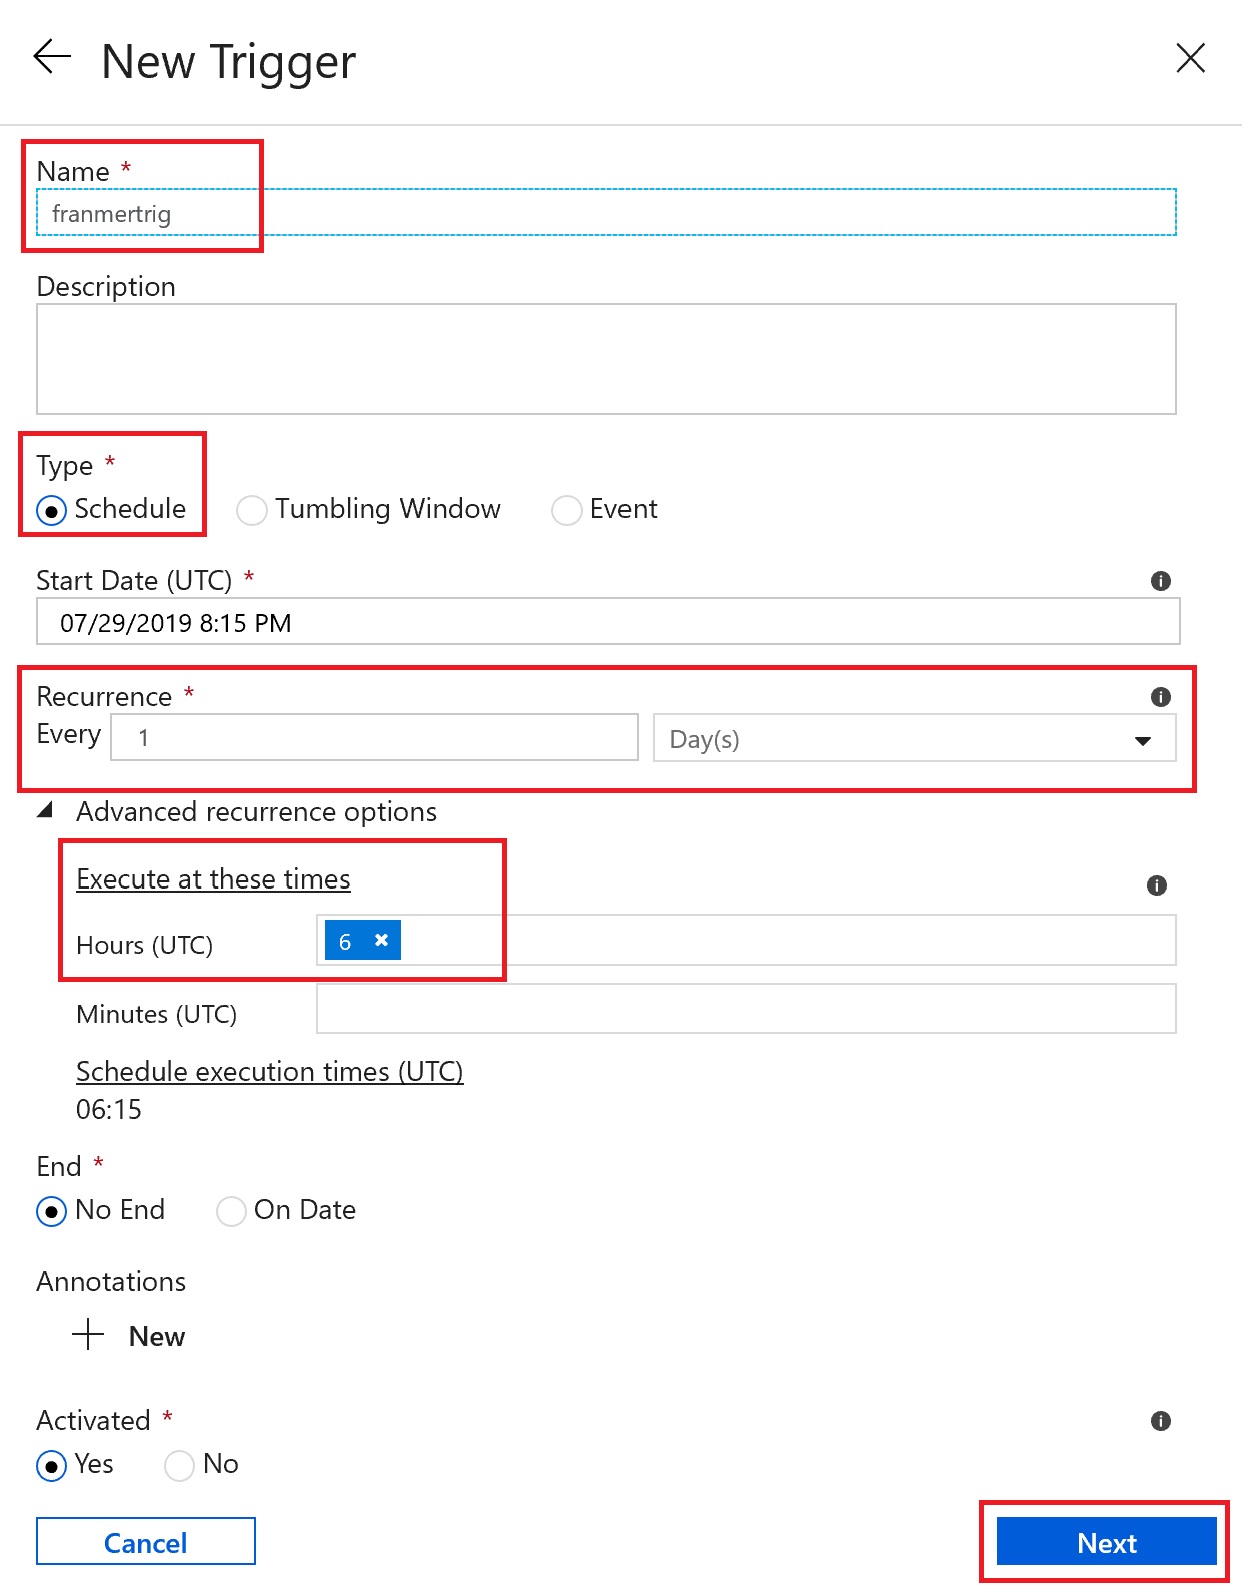 New Trigger
Name *
franmertrig
Description
Type *
Schedule Tumbling Window Event
Start Date (UTC) *
07/29/2019 8:15 PM
Recurrence *
Every 1 Day(s)
Advanced recurrence options
Execute at these times
Hours (UTC) 6
Minutes (UTC)
Schedule execution times (UTC)
06:15
End *
No End On Date
Annotations
New
Activated *
Yes No
Cancel Next